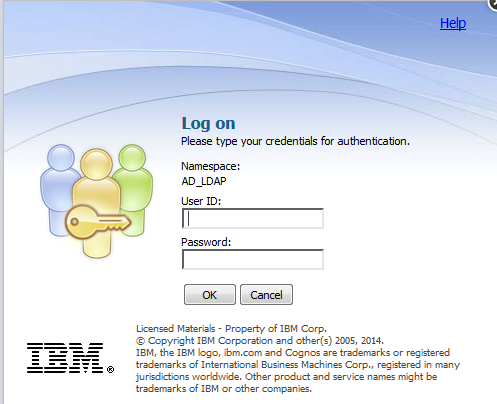 Help
Log on
Please type your credentials for authentication.
Namespace:
AD_LDAP
User ID:
Password:
OK Cancel
Licensed Materials - Property of IBM Corp.
© Copyright IBM Corporation and other(s) 2005, 2014.
IBM, the IBM logo, ibm.com and Cognos are trademarks or registered
trademarks of International Business Machines Corp., registered in many
jurisdictions worldwide. Other product and service names might be
trademarks of IBM or other companies.
IBM®